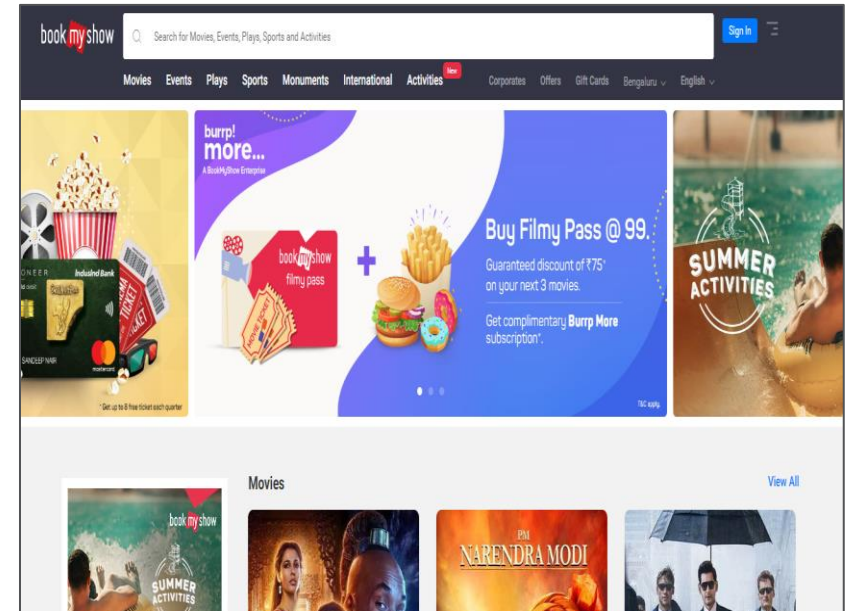 book my show
Search for Movies, Events, Plays, Sports and Activities
Sign In
Movies Events Plays Sports Monuments International Activities New
Corporates Offers Gift Cards Bengaluru English
IndusInd Bank
SANDEEP NAIR
mastercard
TICKET
*Get up to 8 free ticket each quarter
burrp!
more...
A BookMyShow Enterprise
book my show
filmy pass
MOVIE TICKET
+
Buy Filmy Pass @ 99.
Guaranteed discount of ₹75*
on your next 3 movies.
Get complimentary Burrp More
subscription*.
T&C apply.
SUMMER
ACTIVITIES
Movies
View All
book my show
SUMMER
ACTIVITIES
PM
NARENDRA MODI